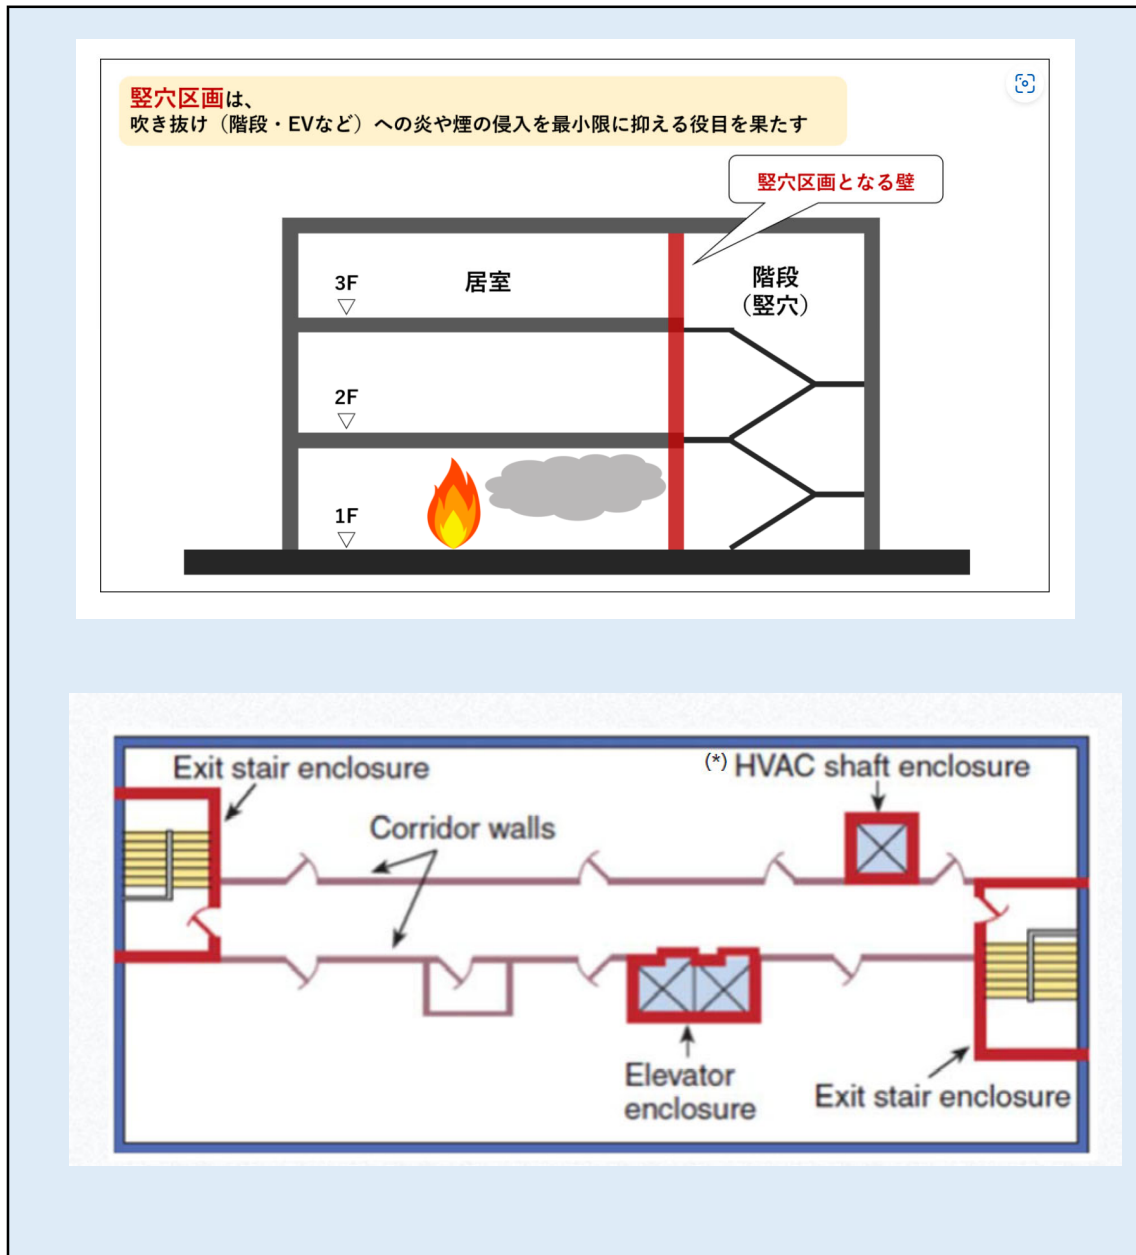 竪穴区画は、
吹き抜け（階段・EVなど）への炎や煙の侵入を最小限に抑える役目を果たす
竪穴区画となる壁
3F
居室
階段
（竪穴）
2F
1F
Exit stair enclosure
(*) HVAC shaft enclosure
Corridor walls
Elevator
enclosure
Exit stair enclosure